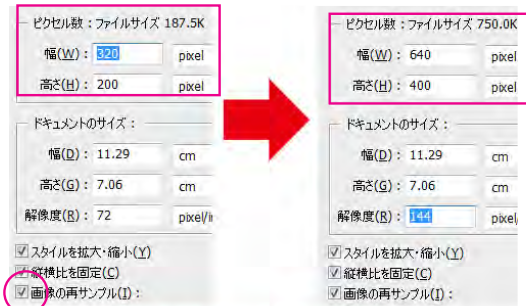 ピクセル数：ファイルサイズ 187.5K
幅(W)：320 pixel
高さ(H)：200 pixel
ドキュメントのサイズ：
幅(D)：11.29 cm
高さ(G)：7.06 cm
解像度(R)：72 pixel/in
スタイルを拡大・縮小(Y)
縦横比を固定(C)
画像の再サンプル(I)：
ピクセル数：ファイルサイズ 750.0K
幅(W)：640 pixel
高さ(H)：400 pixel
ドキュメントのサイズ：
幅(D)：11.29 cm
高さ(G)：7.06 cm
解像度(R)：144 pixel/
スタイルを拡大・縮小(Y)
縦横比を固定(C)
画像の再サンプル(I)：